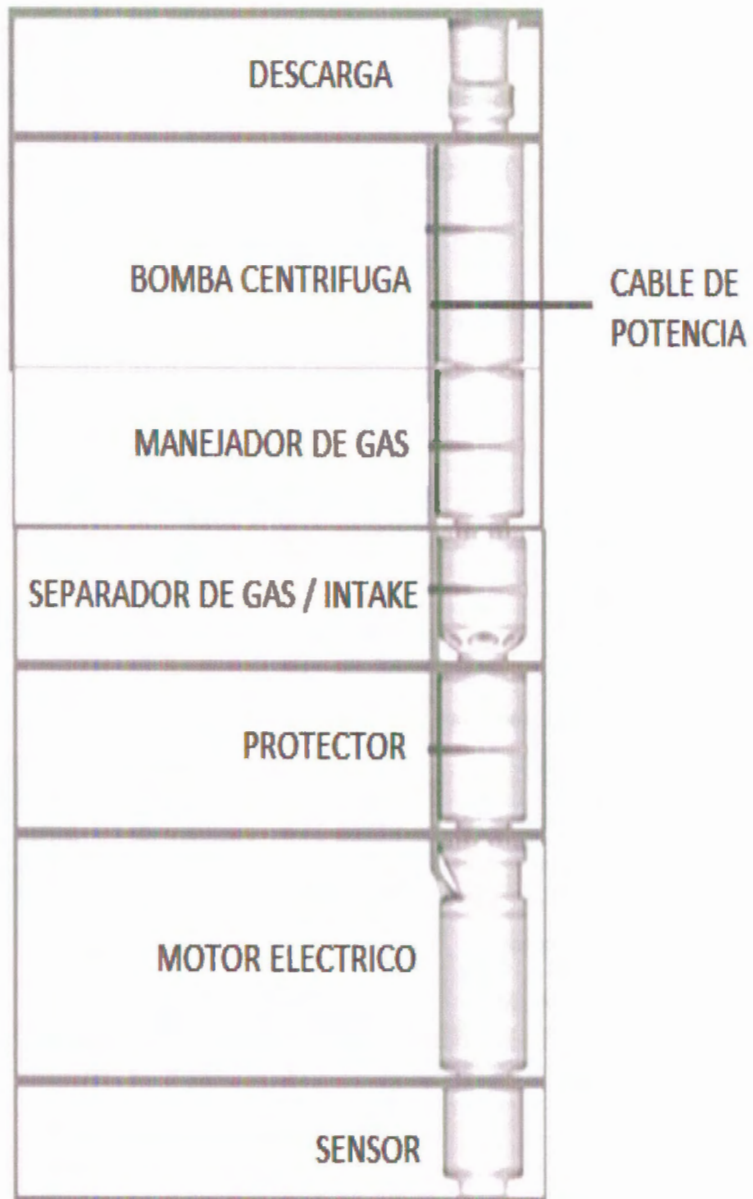 DESCARGA
BOMBA CENTRIFUGA
CABLE DE
POTENCIA
MANEJADOR DE GAS
SEPARADOR DE GAS / INTAKE
PROTECTOR
MOTOR ELECTRICO
SENSOR